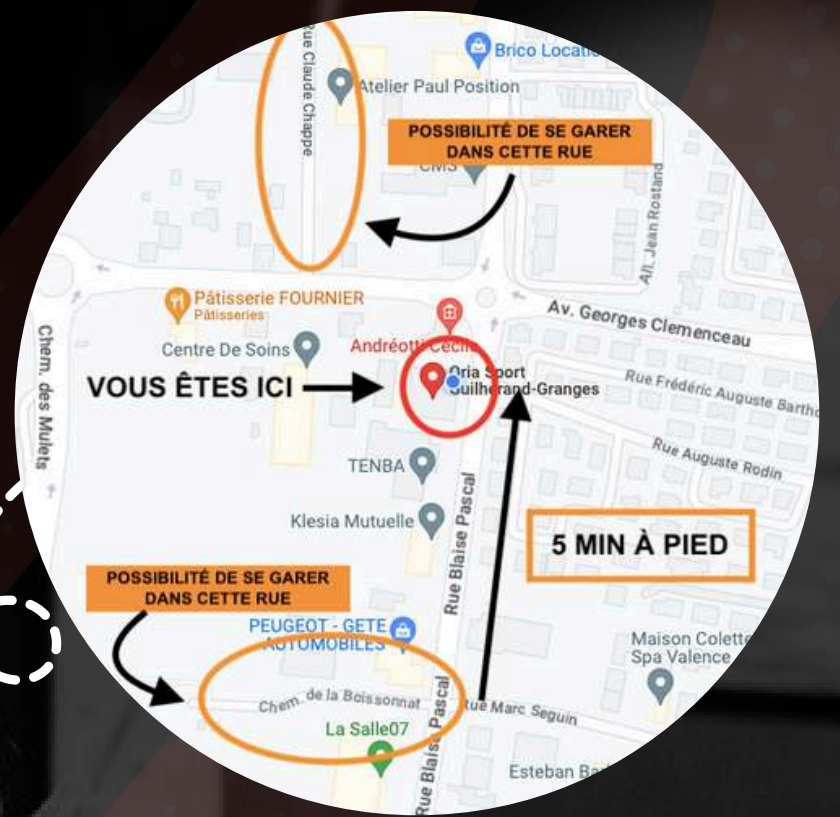 Rue Claude Chappe
Brico Locatio
Atelier Paul Position
POSSIBILITÉ DE SE GARER
DANS CETTE RUE
CMS
All. Jean Rostand
Pâtisserie FOURNIER
Pâtisseries
Av. Georges Clemenceau
Centre De Soins
Andréotti Cécile
Chem. des Mulets
VOUS ÊTES ICI
Oria Sport
Guilherand-Granges
Rue Frédéric Auguste Bartho
Rue Auguste Rodin
TENBA
Klesia Mutuelle
Rue Blaise Pascal
5 MIN À PIED
POSSIBILITÉ DE SE GARER
DANS CETTE RUE
PEUGEOT - GETE
AUTOMOBILES
Maison Colette
Spa Valence
Chem. de la Boissonnat
Rue Marc Seguin
La Salle07
Rue Blaise Pascal
Esteban Ba